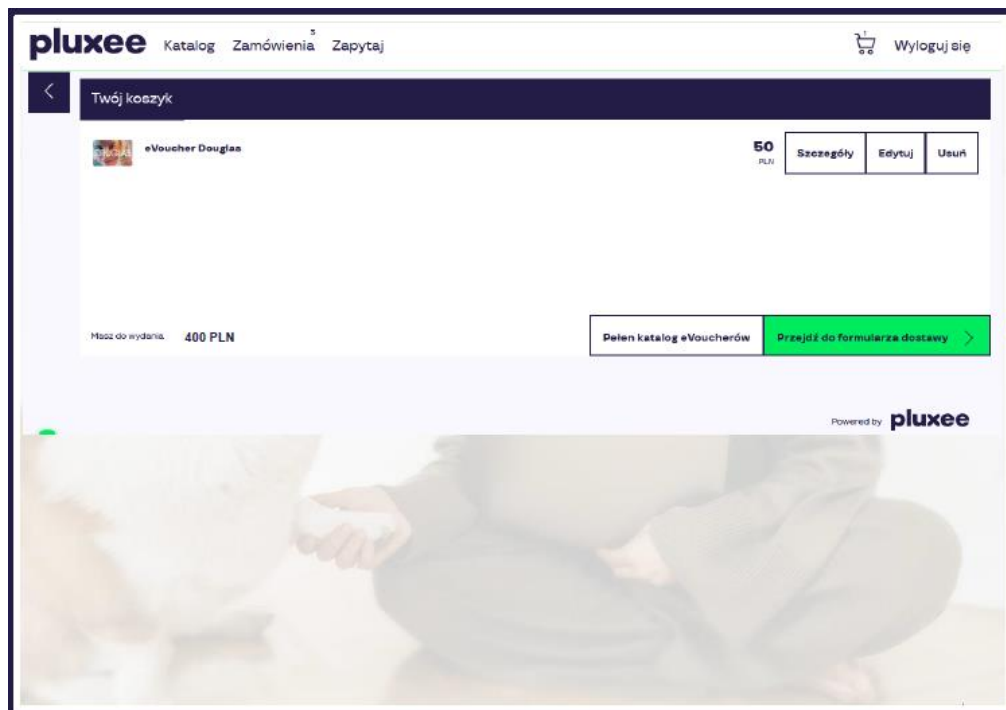 pluxee Katalog Zamówienia 3 Zapytaj 1 Wyloguj się
Twój koszyk
eVoucher Douglas 50 PLN Szczegóły Edytuj Usuń
Masz do wydania 400 PLN Pełen katalog eVoucherów Przejdź do formularza dostawy
Powered by pluxee